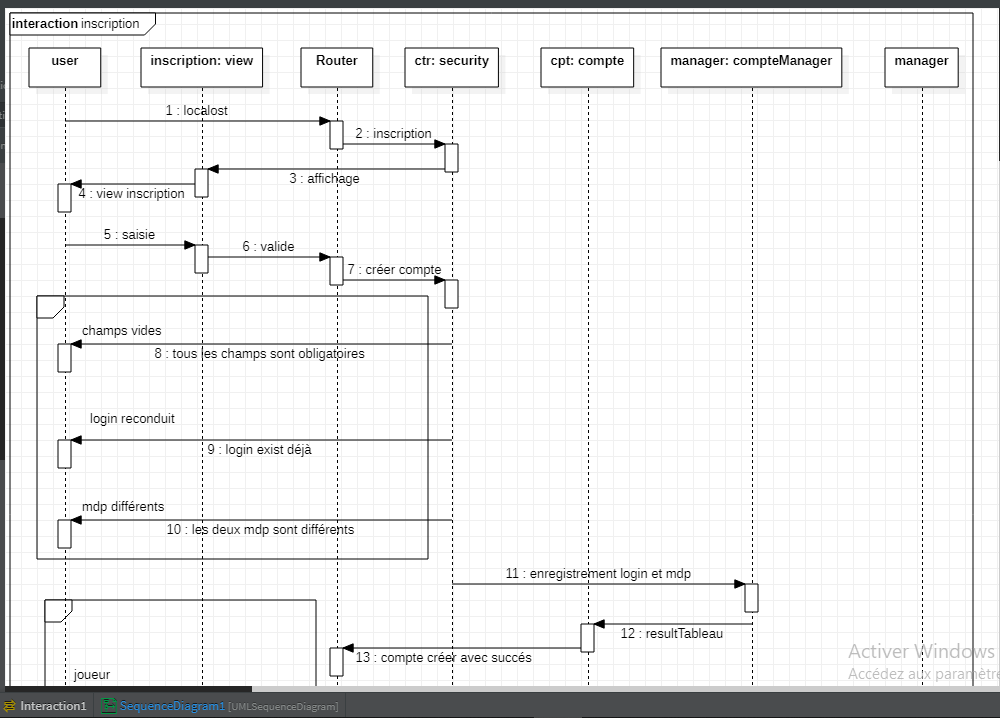 interaction inscription
user
inscription: view
Router
ctr: security
cpt: compte
manager: compteManager
manager
1 : localost
2 : inscription
3 : affichage
4 : view inscription
5 : saisie
6 : valide
7 : créer compte
champs vides
8 : tous les champs sont obligatoires
login reconduit
9 : login exist déjà
mdp différents
10 : les deux mdp sont différents
11 : enregistrement login et mdp
12 : resultTableau
13 : compte créer avec succés
joueur
Activer Windows
Accédez aux paramètre
Interaction1
SequenceDiagram1 [UMLSequenceDiagram]